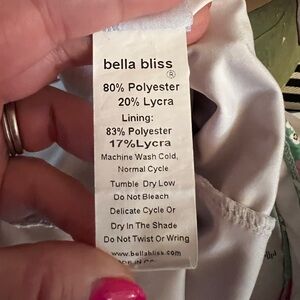 bella bliss
®
80% Polyester
20% Lycra
Lining:
83% Polyester
17%Lycra
Machine Wash Cold,
Normal Cycle
Tumble Dry Low
Do Not Bleach
Delicate Cycle Or
Dry In The Shade
Do Not Twist Or Wring
www.bellabliss.com